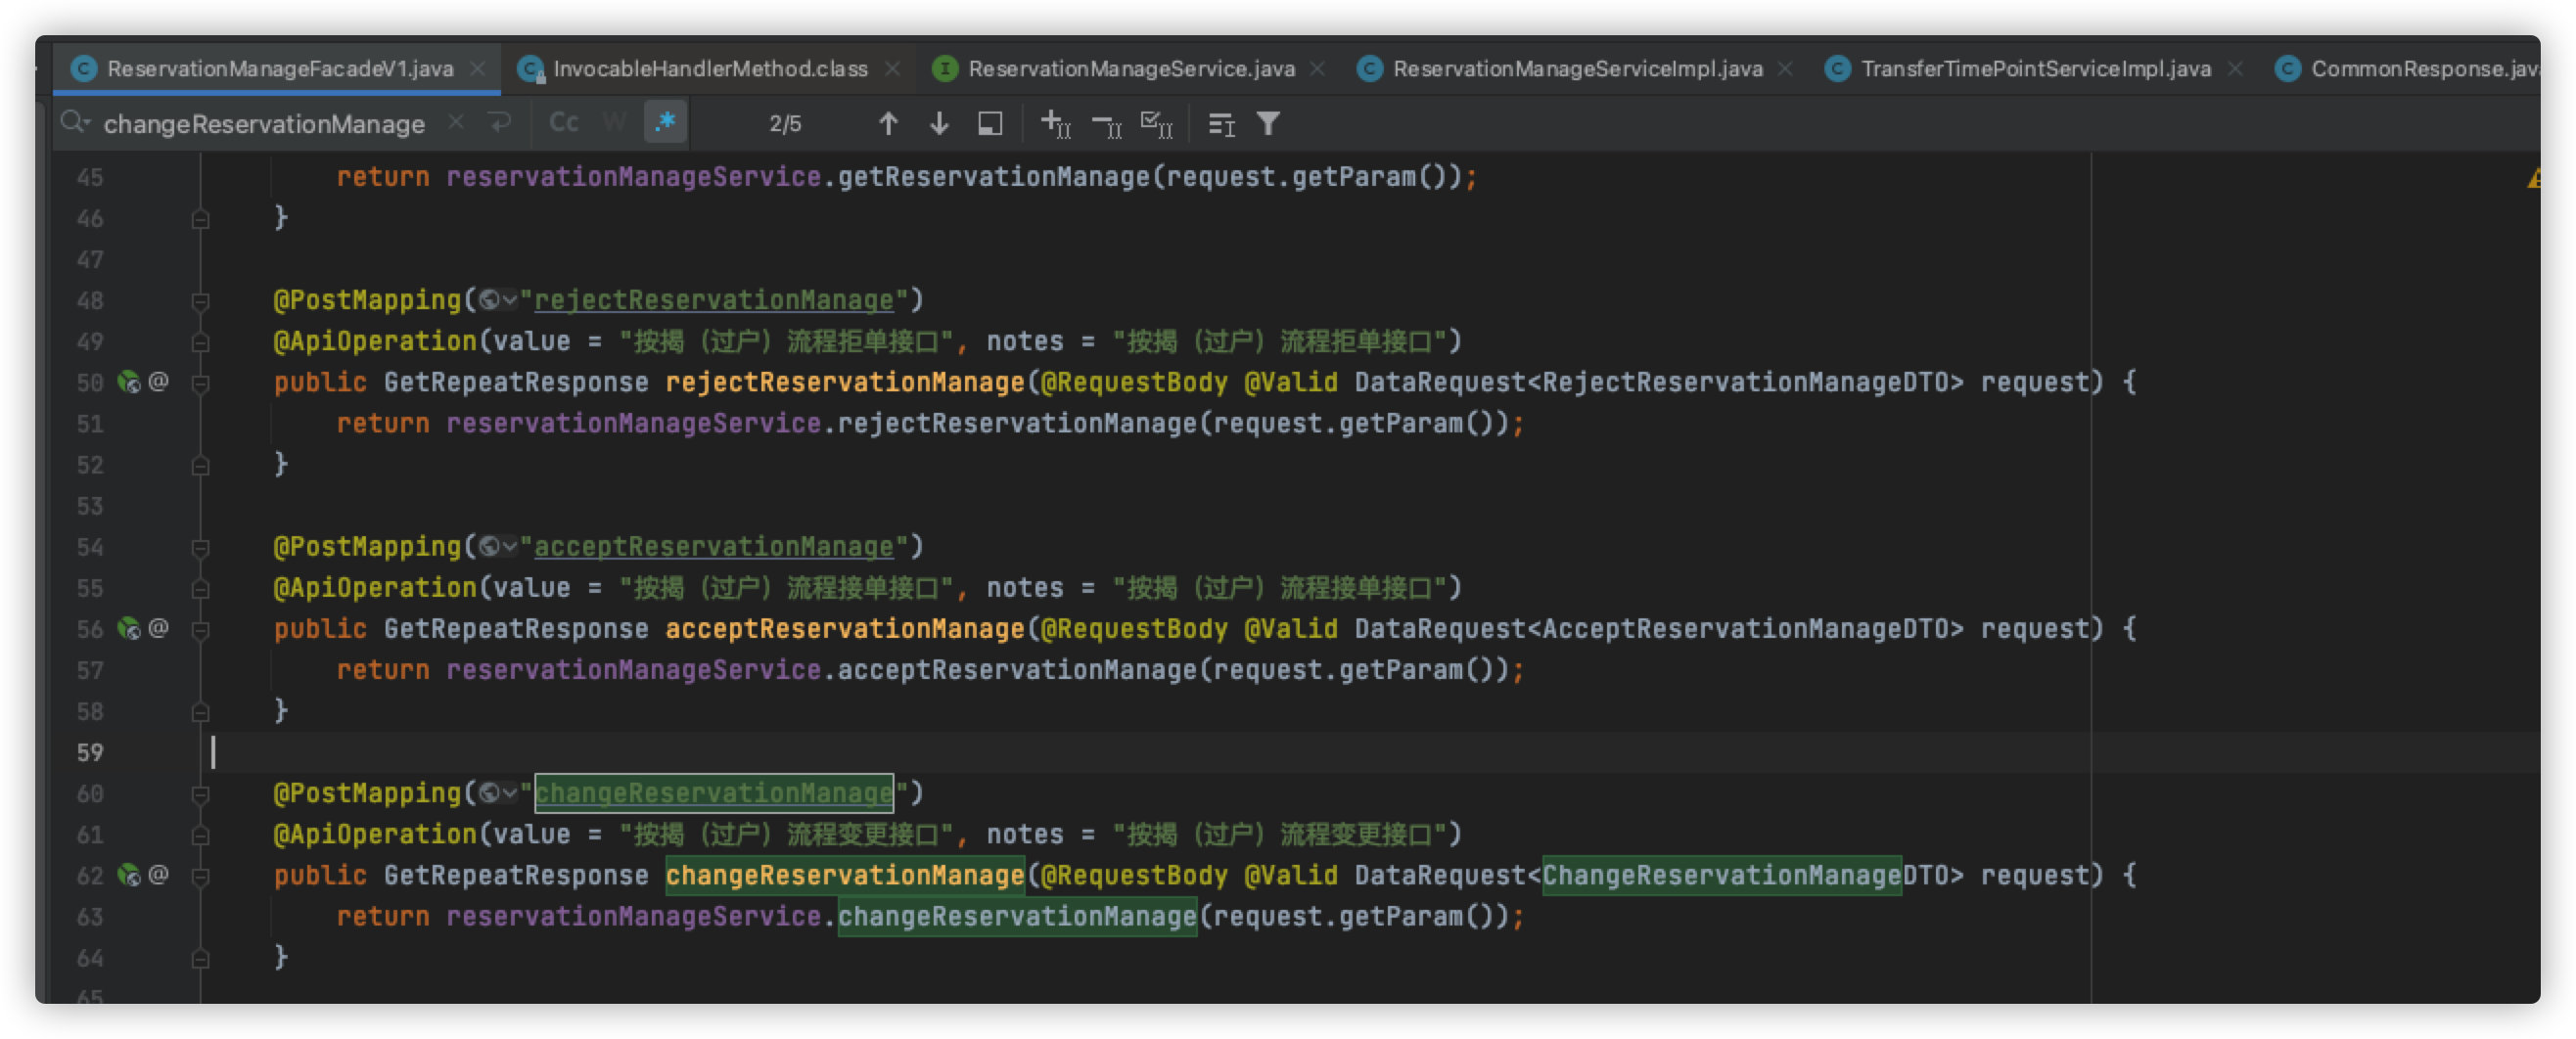 ReservationManageFacadeV1.java InvocableHandlerMethod.class ReservationManageService.java ReservationManageServiceImpl.java TransferTimePointServiceImpl.java CommonResponse.jav
changeReservationManage Cc W .* 2/5
45 return reservationManageService.getReservationManage(request.getParam());
46 }
47
48 @PostMapping("rejectReservationManage")
49 @ApiOperation(value = "按揭（过户）流程拒单接口", notes = "按揭（过户）流程拒单接口")
50 public GetRepeatResponse rejectReservationManage(@RequestBody @Valid DataRequest<RejectReservationManageDTO> request) {
51 return reservationManageService.rejectReservationManage(request.getParam());
52 }
53
54 @PostMapping("acceptReservationManage")
55 @ApiOperation(value = "按揭（过户）流程接单接口", notes = "按揭（过户）流程接单接口")
56 public GetRepeatResponse acceptReservationManage(@RequestBody @Valid DataRequest<AcceptReservationManageDTO> request) {
57 return reservationManageService.acceptReservationManage(request.getParam());
58 }
59
60 @PostMapping("changeReservationManage")
61 @ApiOperation(value = "按揭（过户）流程变更接口", notes = "按揭（过户）流程变更接口")
62 public GetRepeatResponse changeReservationManage(@RequestBody @Valid DataRequest<ChangeReservationManageDTO> request) {
63 return reservationManageService.changeReservationManage(request.getParam());
64 }
65